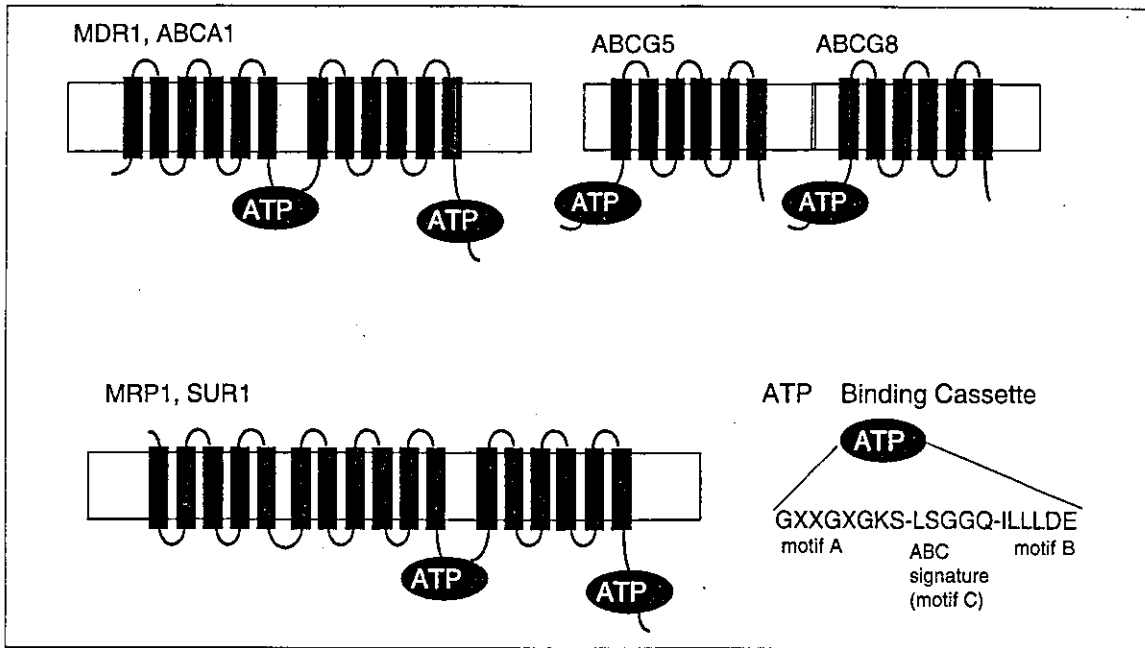 MDR1, ABCA1
ABCG5
ABCG8
ATP
ATP
ATP
ATP
MRP1, SUR1
ATP
ATP
ATP Binding Cassette
ATP
GXXGXGKS-LSGGQ-ILLLDE
motif A
ABC
signature
(motif C)
motif B